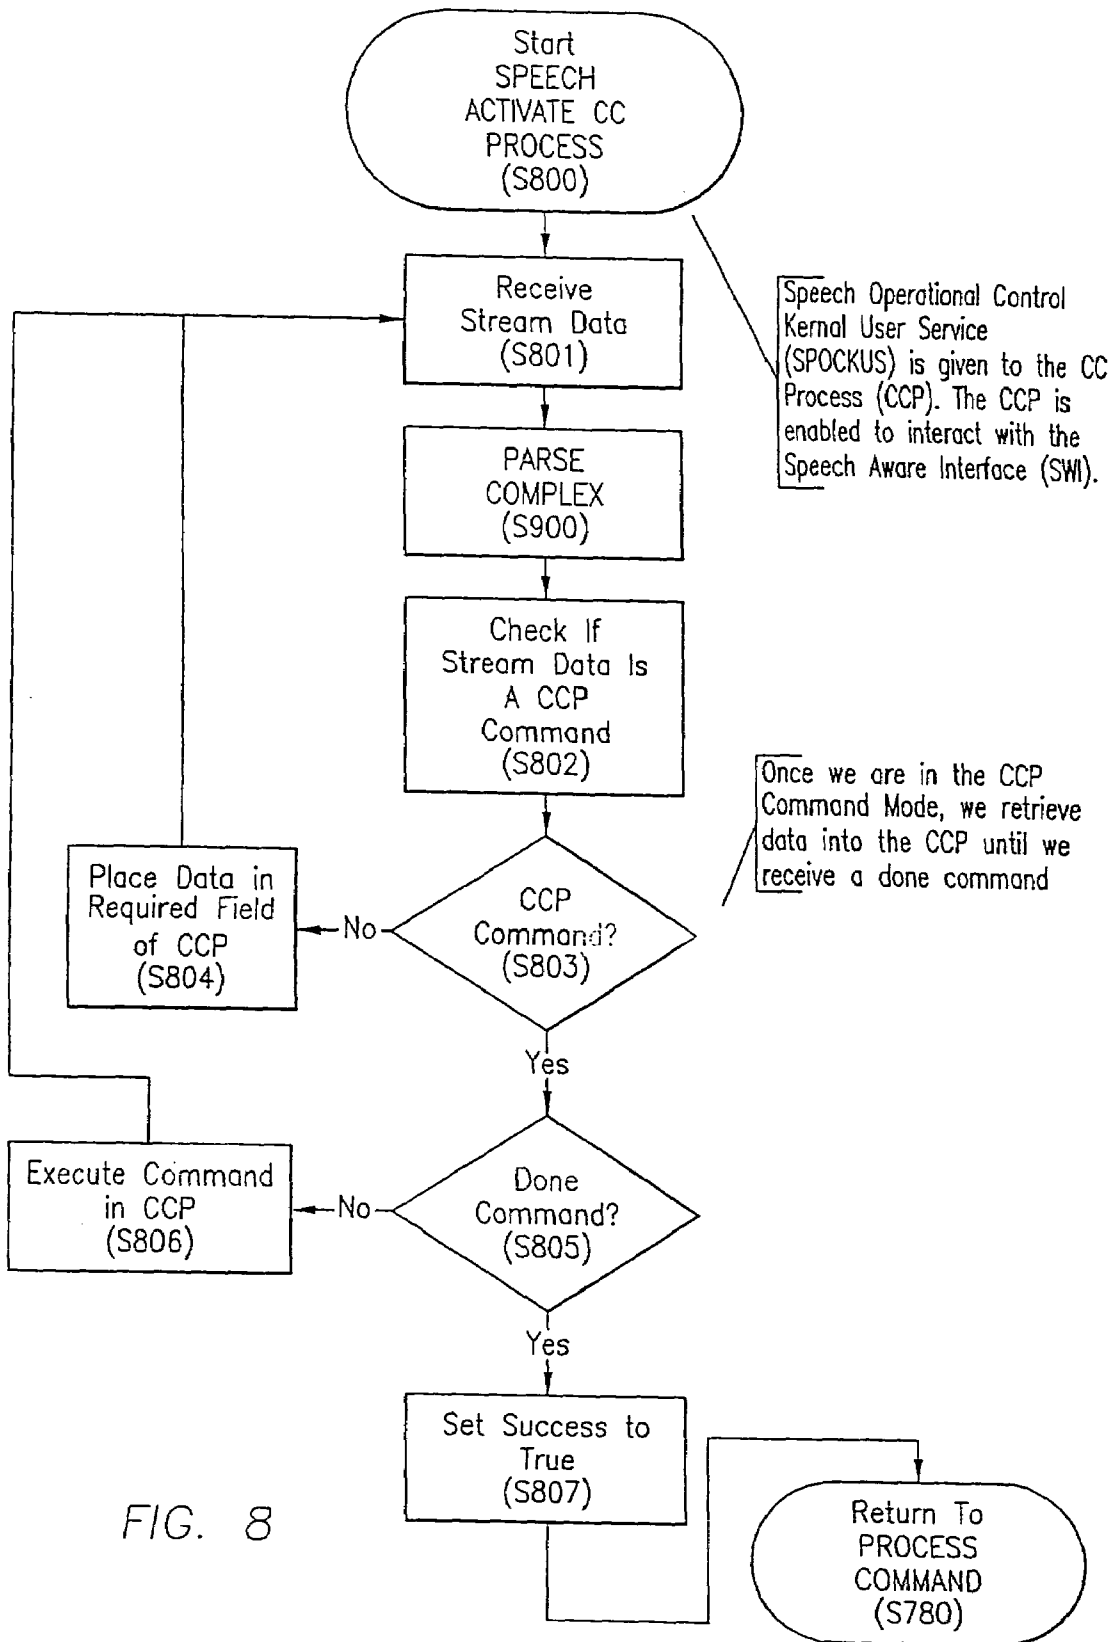 Start
SPEECH
ACTIVATE CC
PROCESS
(S800)
Receive
Stream Data
(S801)
Speech Operational Control
Kernal User Service
(SPOCKUS) is given to the CC
Process (CCP). The CCP is
enabled to interact with the
Speech Aware Interface (SWI).
PARSE
COMPLEX
(S900)
Check If
Stream Data Is
A CCP
Command
(S802)
Once we are in the CCP
Command Mode, we retrieve
data into the CCP until we
receive a done command
Place Data in
Required Field
of CCP
(S804)
No
CCP
Command?
(S803)
Yes
Execute Command
in CCP
(S806)
No
Done
Command?
(S805)
Yes
Set Success to
True
(S807)
FIG. 8
Return To
PROCESS
COMMAND
(S780)